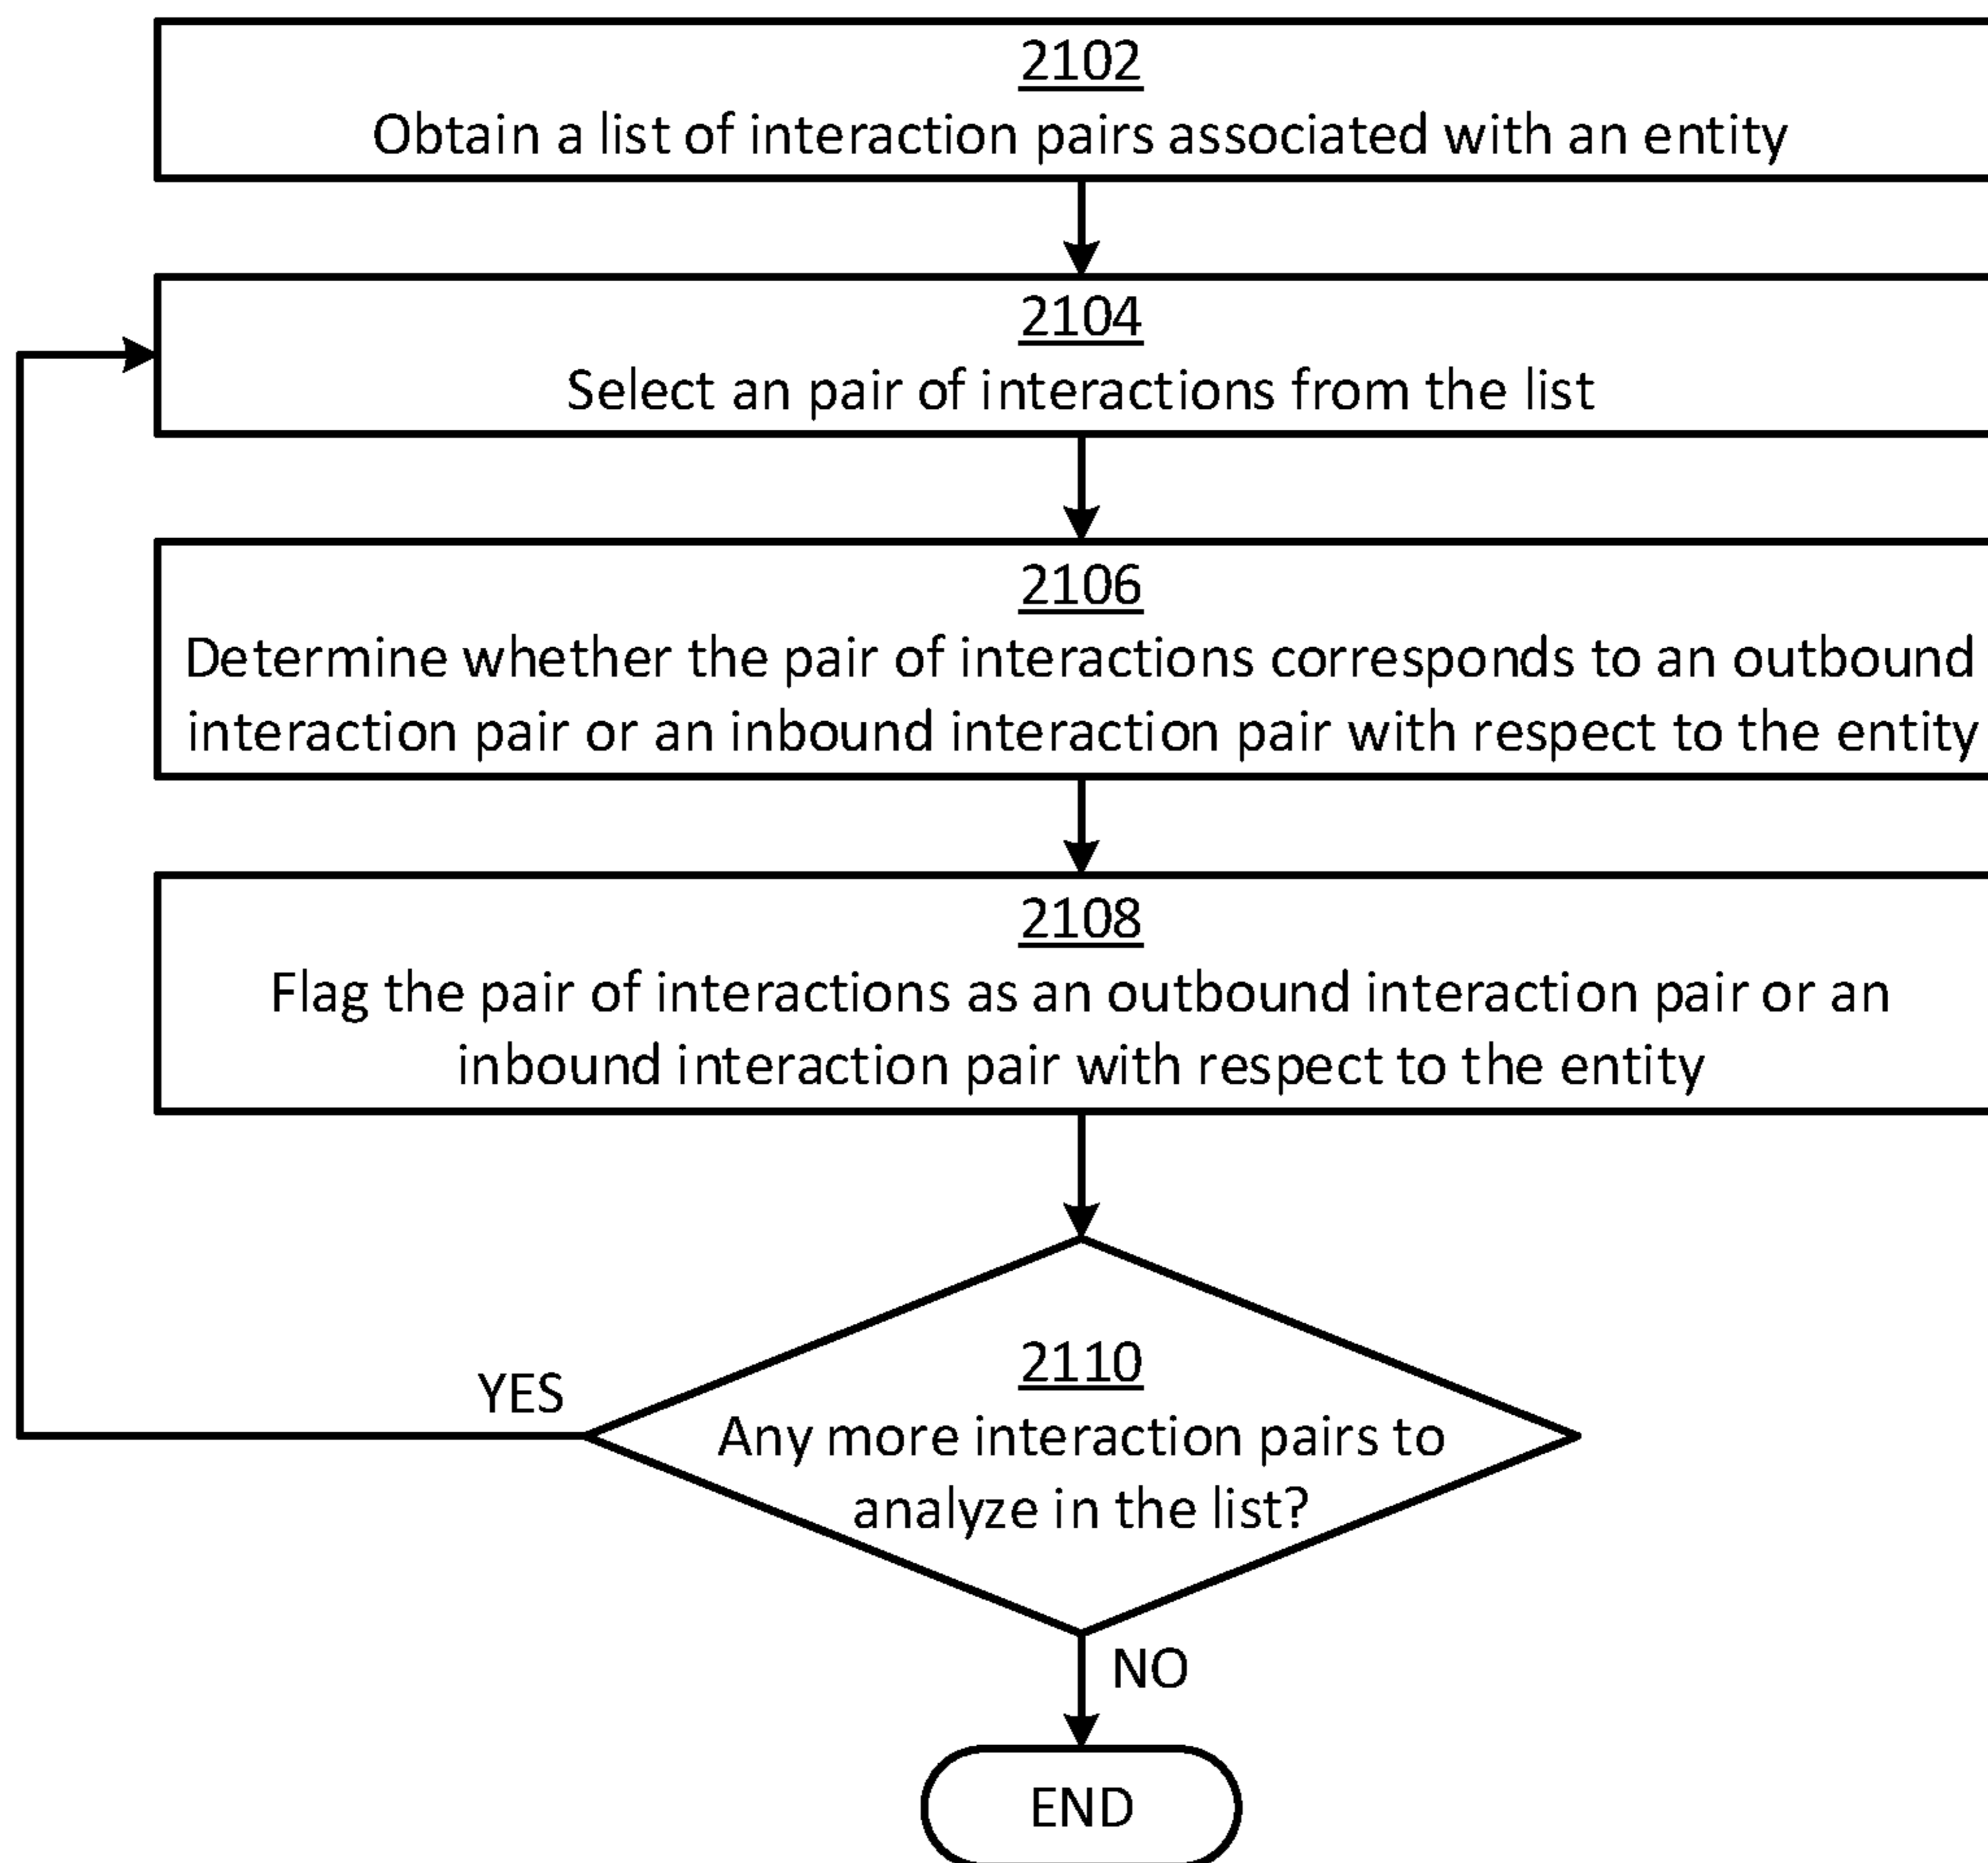 2102
Obtain a list of interaction pairs associated with an entity
2104
Select an pair of interactions from the list
2106
Determine whether the pair of interactions corresponds to an outbound
interaction pair or an inbound interaction pair with respect to the entity
2108
Flag the pair of interactions as an outbound interaction pair or an
inbound interaction pair with respect to the entity
2110
Any more interaction pairs to
analyze in the list?
YES
NO
END